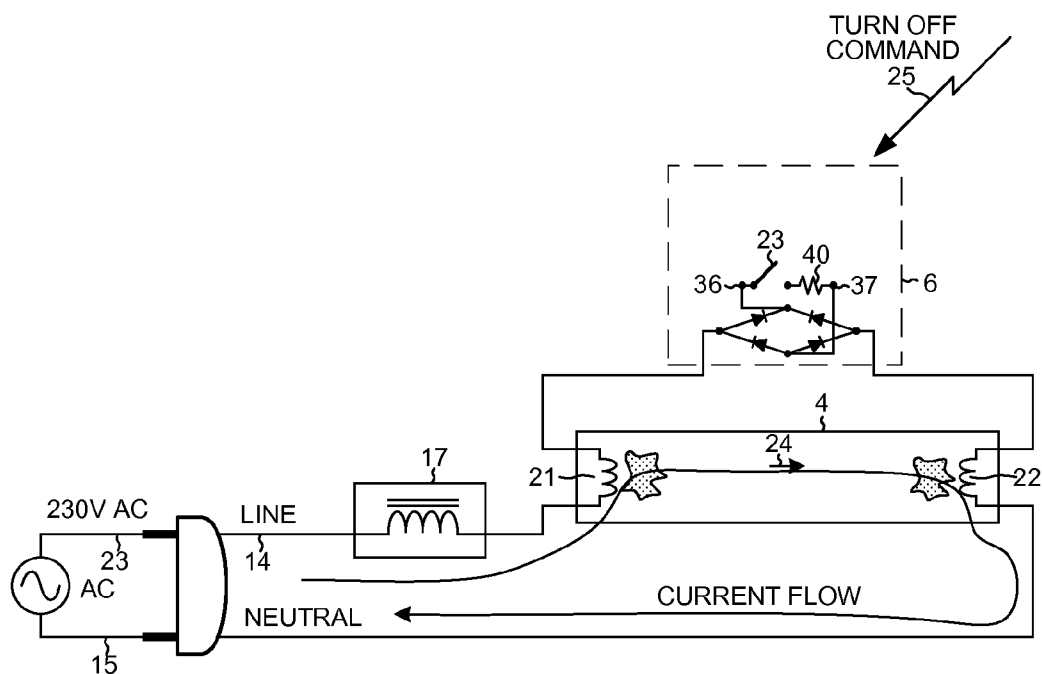 TURN OFF
COMMAND
25
23
40
36
37
6
4
24
17
21
22
230V AC
LINE
23
14
AC
CURRENT FLOW
NEUTRAL
15